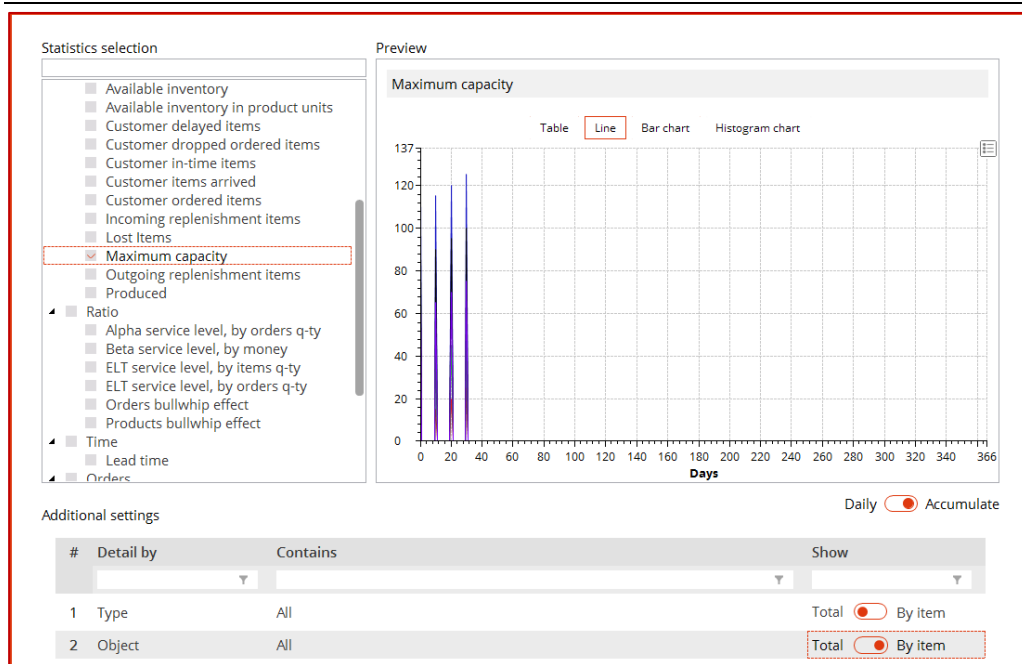 Statistics selection
Available inventory
Available inventory in product units
Customer delayed items
Customer dropped ordered items
Customer in-time items
Customer items arrived
Customer ordered items
Incoming replenishment items
Lost Items
Maximum capacity
Outgoing replenishment items
Produced
Ratio
Alpha service level, by orders q-ty
Beta service level, by money
ELT service level, by items q-ty
ELT service level, by orders q-ty
Orders bullwhip effect
Products bullwhip effect
Time
Lead time
Orders
Preview
Maximum capacity
Table Line Bar chart Histogram chart
137
120
100
80
60
40
20
0
0 20 40 60 80 100 120 140 160 180 200 220 240 260 280 300 320 340 366
Days
Daily Accumulate
Additional settings
# Detail by Contains Show
1 Type All Total By item
2 Object All Total By item